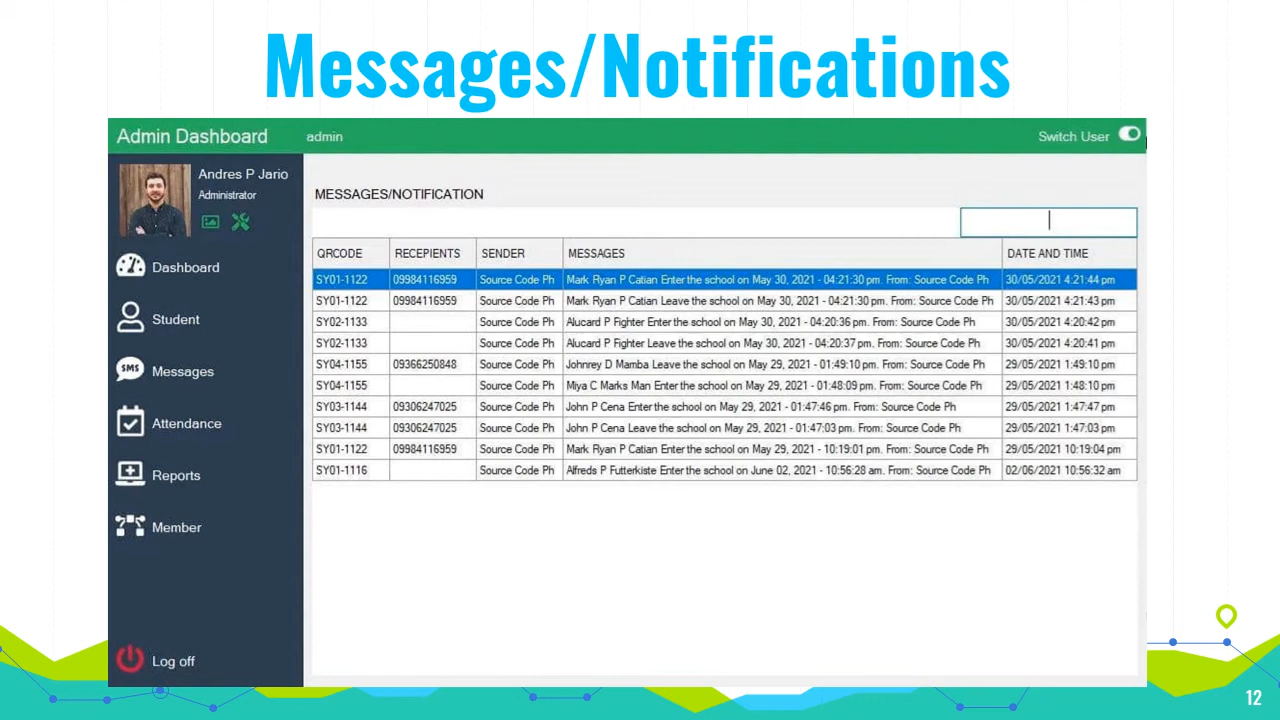 Messages/Notifications
Admin Dashboard admin Switch User
Andres P Jario
Administrator
MESSAGES/NOTIFICATION
Dashboard
Student
SMS
Messages
Attendance
Reports
Member
Log off
QRCODE RECEPIENTS SENDER MESSAGES DATE AND TIME
SY01-1122 09984116959 Source Code Ph Mark Ryan P Catian Enter the school on May 30, 2021 - 04:21:30 pm. From: Source Code Ph 30/05/2021 4:21:44 pm
SY01-1122 09984116959 Source Code Ph Mark Ryan P Catian Leave the school on May 30, 2021 - 04:21:30 pm. From: Source Code Ph 30/05/2021 4:21:43 pm
SY02-1133 Source Code Ph Alucard P Fighter Enter the school on May 30, 2021 - 04:20:36 pm. From: Source Code Ph 30/05/2021 4:20:42 pm
SY02-1133 Source Code Ph Alucard P Fighter Leave the school on May 30, 2021 - 04:20:37 pm. From: Source Code Ph 30/05/2021 4:20:41 pm
SY04-1155 09366250848 Source Code Ph Johnrey D Mamba Leave the school on May 29, 2021 - 01:49:10 pm. From: Source Code Ph 29/05/2021 1:49:10 pm
SY04-1155 Source Code Ph Miya C Marks Man Enter the school on May 29, 2021 - 01:48:09 pm. From: Source Code Ph 29/05/2021 1:48:10 pm
SY03-1144 09306247025 Source Code Ph John P Cena Enter the school on May 29, 2021 - 01:47:46 pm. From: Source Code Ph 29/05/2021 1:47:47 pm
SY03-1144 09306247025 Source Code Ph John P Cena Leave the school on May 29, 2021 - 01:47:03 pm. From: Source Code Ph 29/05/2021 1:47:03 pm
SY01-1122 09984116959 Source Code Ph Mark Ryan P Catian Enter the school on May 29, 2021 - 10:19:01 pm. From: Source Code Ph 29/05/2021 10:19:04 pm
SY01-1116 Source Code Ph Alfreds P Futterkiste Enter the school on June 02, 2021 - 10:56:28 am. From: Source Code Ph 02/06/2021 10:56:32 am
12